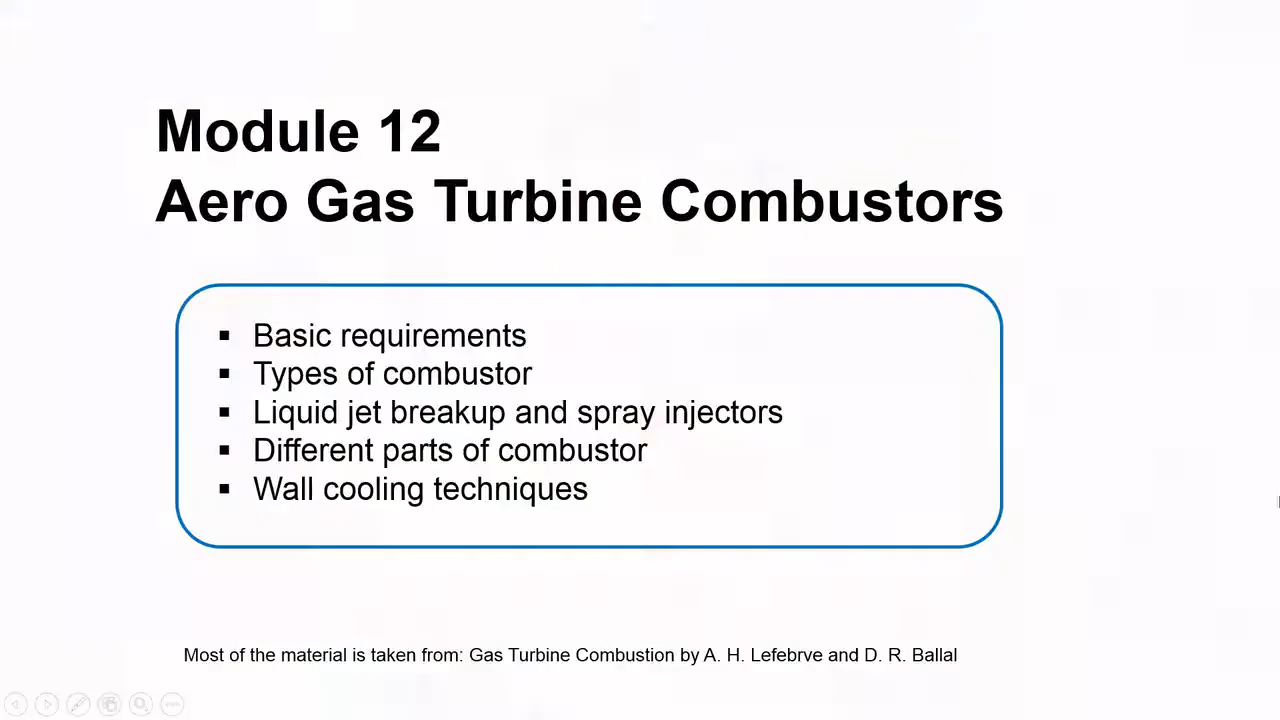 Module 12
Aero Gas Turbine Combustors
▪ Basic requirements
▪ Types of combustor
▪ Liquid jet breakup and spray injectors
▪ Different parts of combustor
▪ Wall cooling techniques
Most of the material is taken from: Gas Turbine Combustion by A. H. Lefebrve and D. R. Ballal